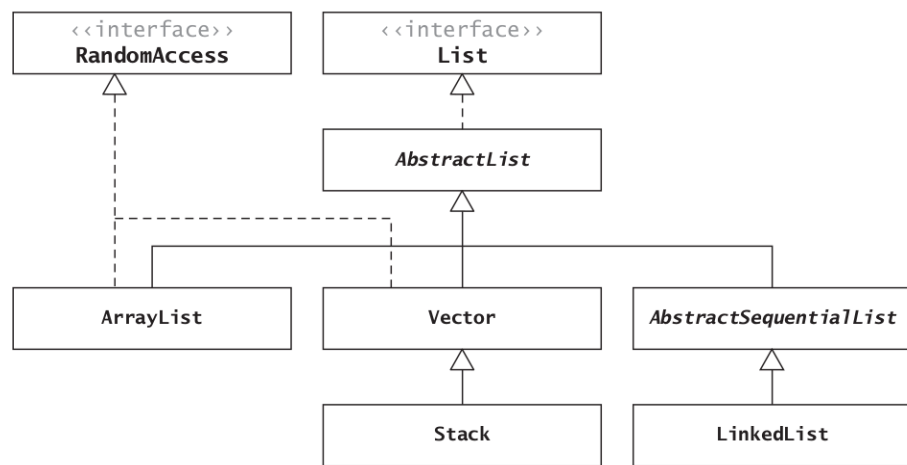 ‹‹interface››
RandomAccess
‹‹interface››
List
AbstractList
ArrayList
Vector
AbstractSequentialList
Stack
LinkedList